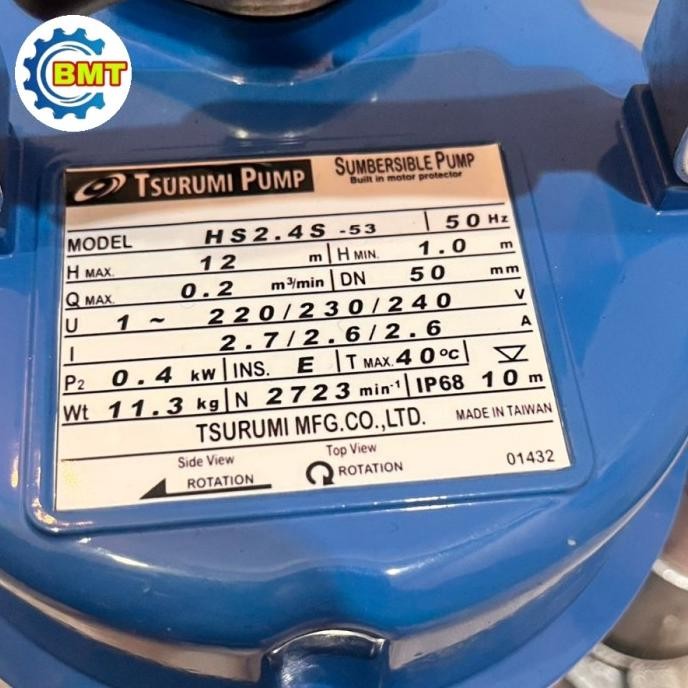 BMT
TSURUMI PUMP SUMBERSIBLE PUMP
Built in motor protector
MODEL HS2.4S -53 50 Hz
H MAX. 12 m H MIN. 1.0 m
Q MAX. 0.2 m³/min DN 50 mm
U 1 ~ 220/230/240 V
I 2.7/2.6/2.6 A
P2 0.4 kW INS. E T MAX. 40°C
Wt 11.3 kg N 2723 min⁻¹ IP68 10 m
TSURUMI MFG.CO.,LTD. MADE IN TAIWAN
Side View Top View
ROTATION ROTATION 01432